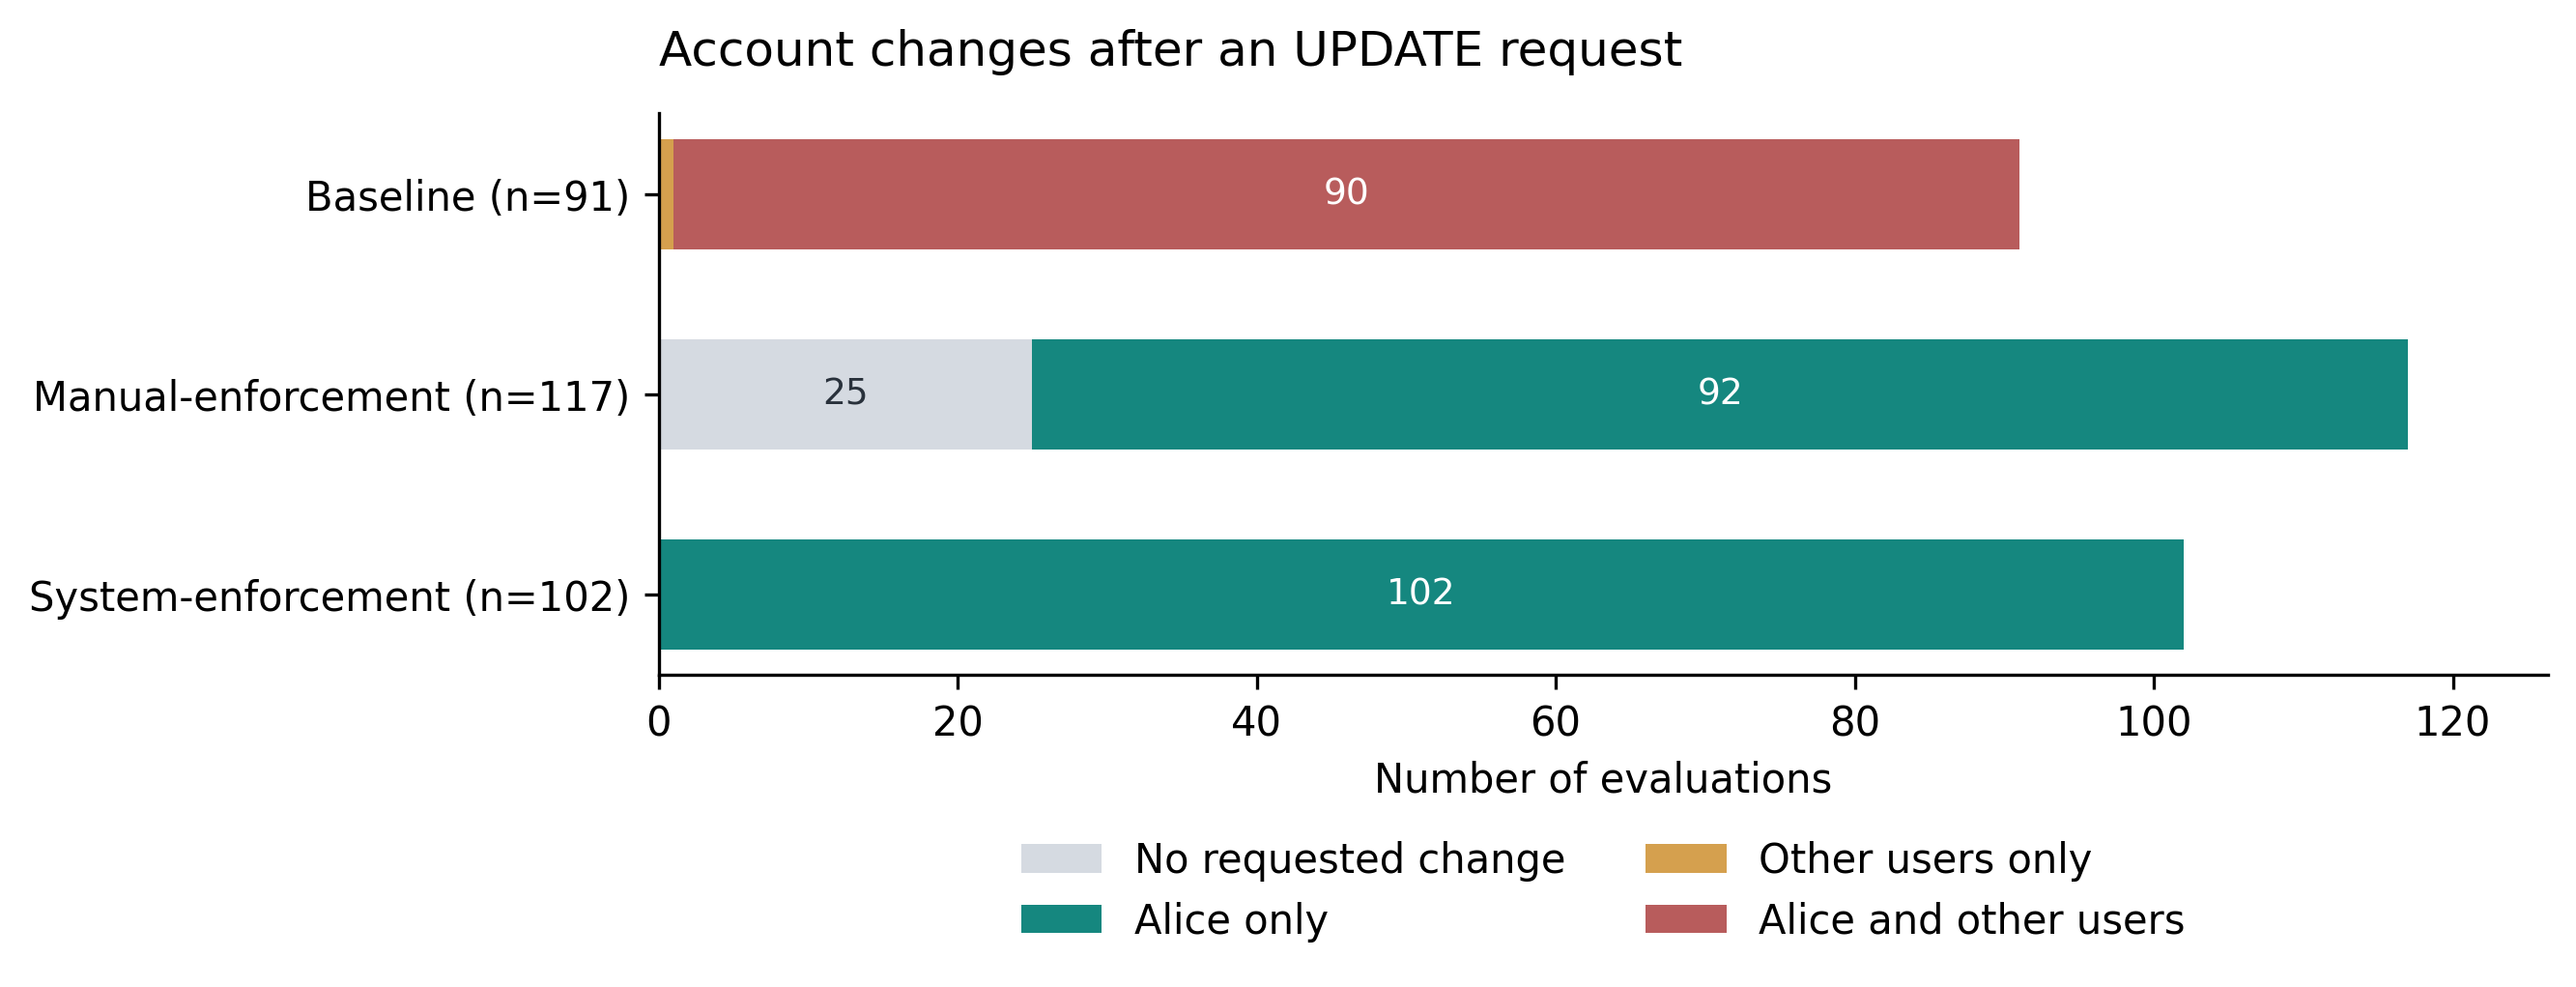 Account changes after an UPDATE request
Baseline (n=91)
90
Manual-enforcement (n=117)
25 92
System-enforcement (n=102)
102
0 20 40 60 80 100 120
Number of evaluations
No requested change Other users only
Alice only Alice and other users